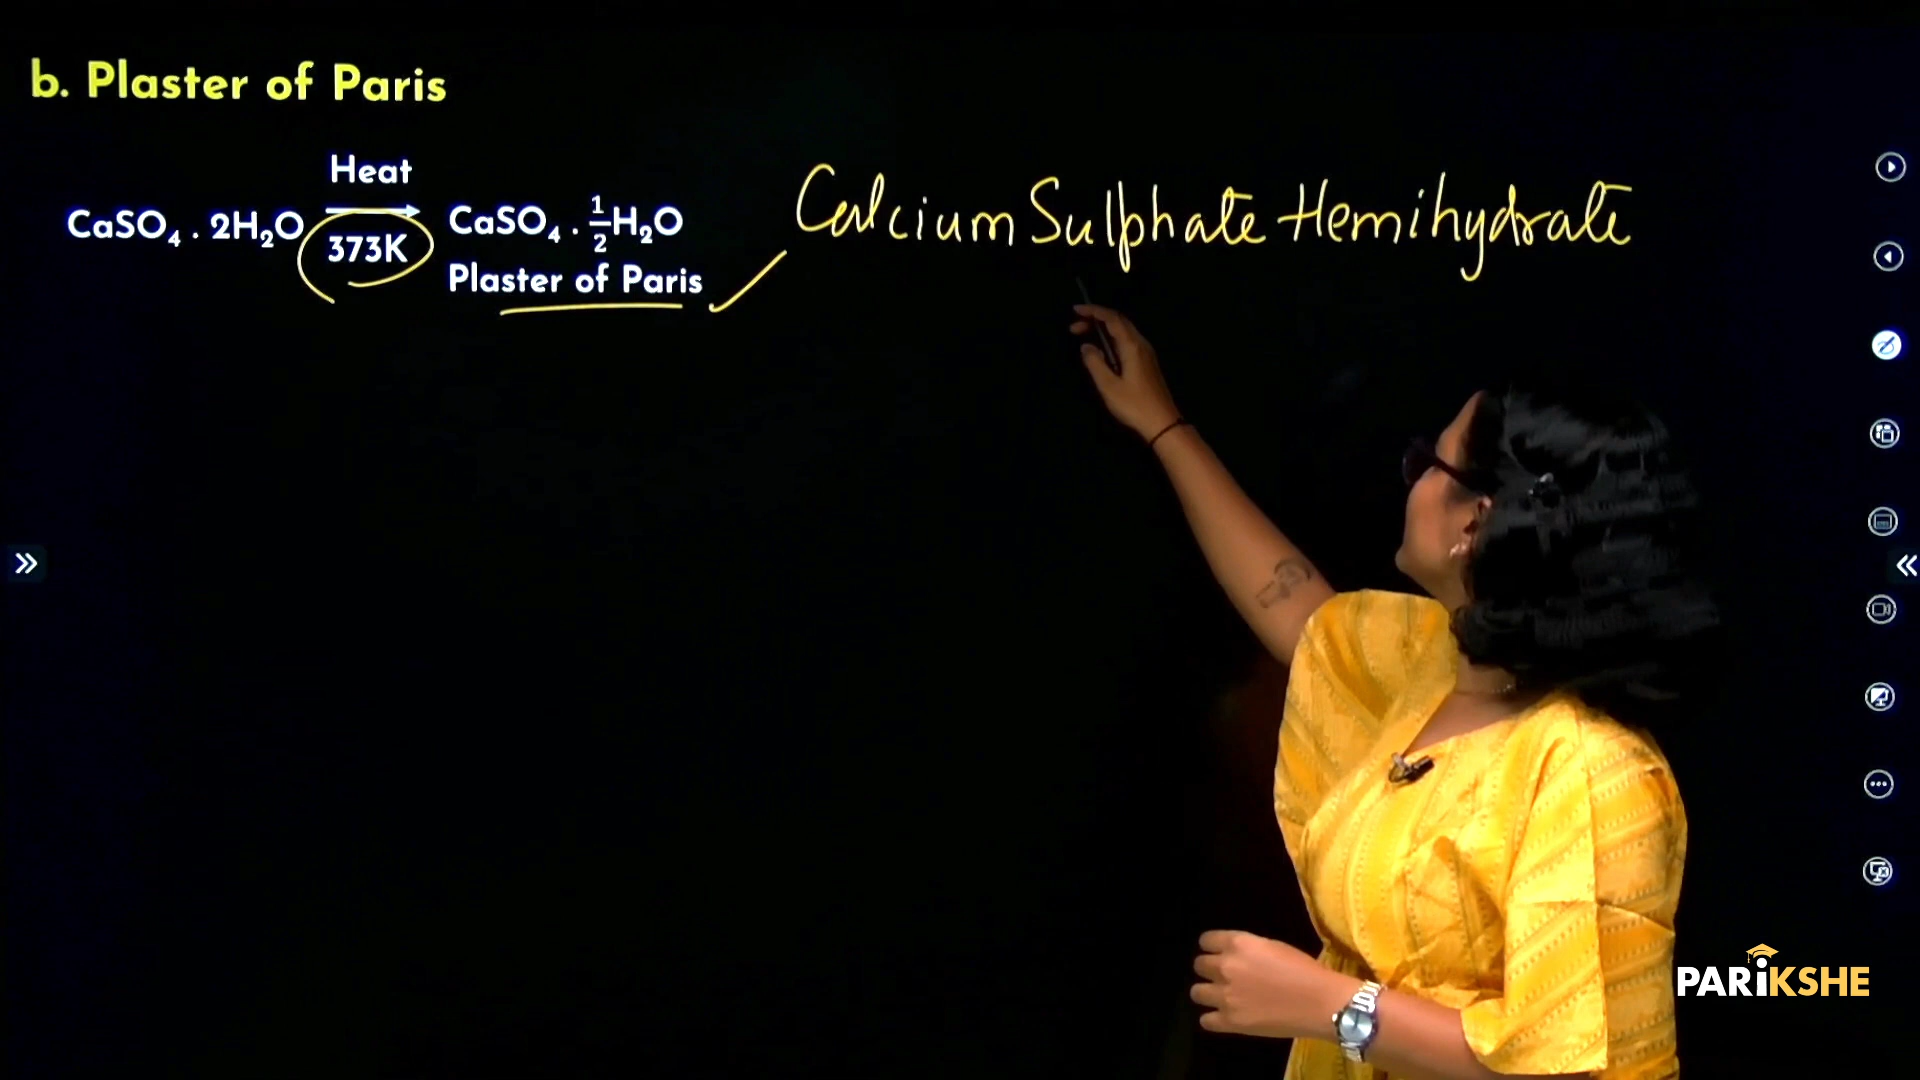 b. Plaster of Paris
Heat
CaSO₄ . 2H₂O 373K CaSO₄ . ½H₂O
Plaster of Paris
Calcium Sulphate Hemihydrate
PARiKSHE